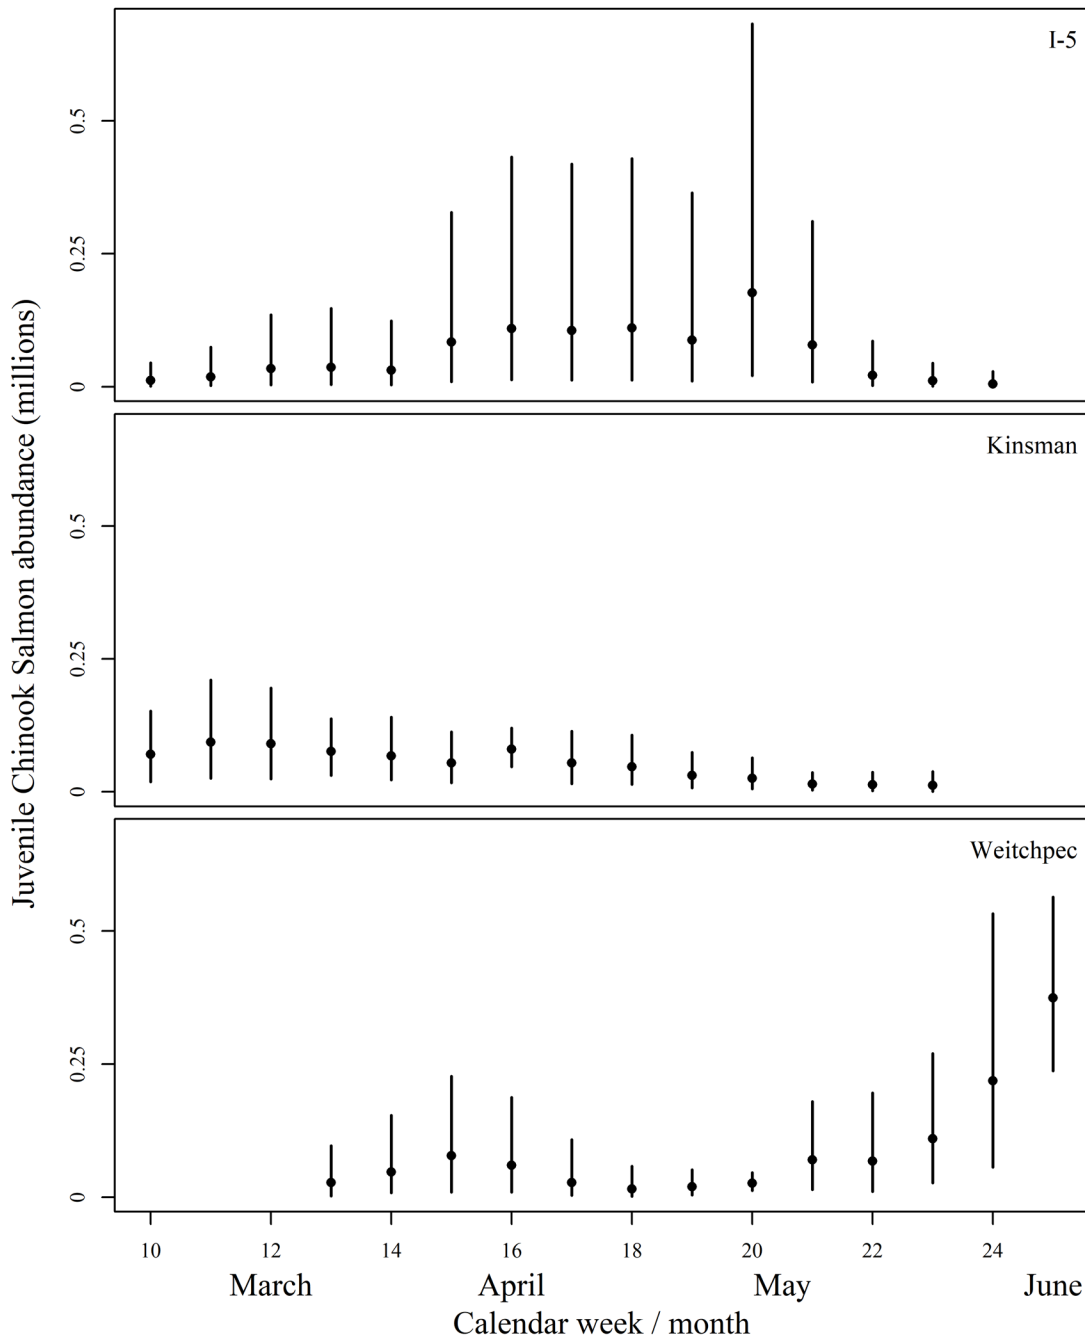 I-5
0.5
0.25
0
Kinsman
0.5
0.25
0
Weitchpec
0.5
0.25
0
Juvenile Chinook Salmon abundance (millions)
10 12 14 16 18 20 22 24
March April May June
Calendar week / month